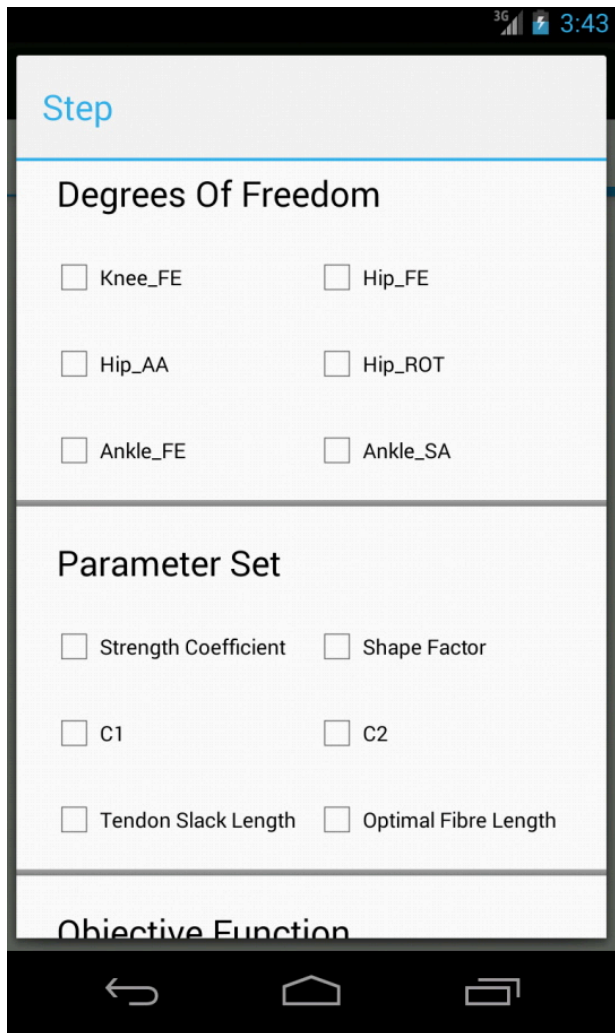 3G 3:43
Step
Degrees Of Freedom
Knee_FE Hip_FE
Hip_AA Hip_ROT
Ankle_FE Ankle_SA
Parameter Set
Strength Coefficient Shape Factor
C1 C2
Tendon Slack Length Optimal Fibre Length
Objective Function